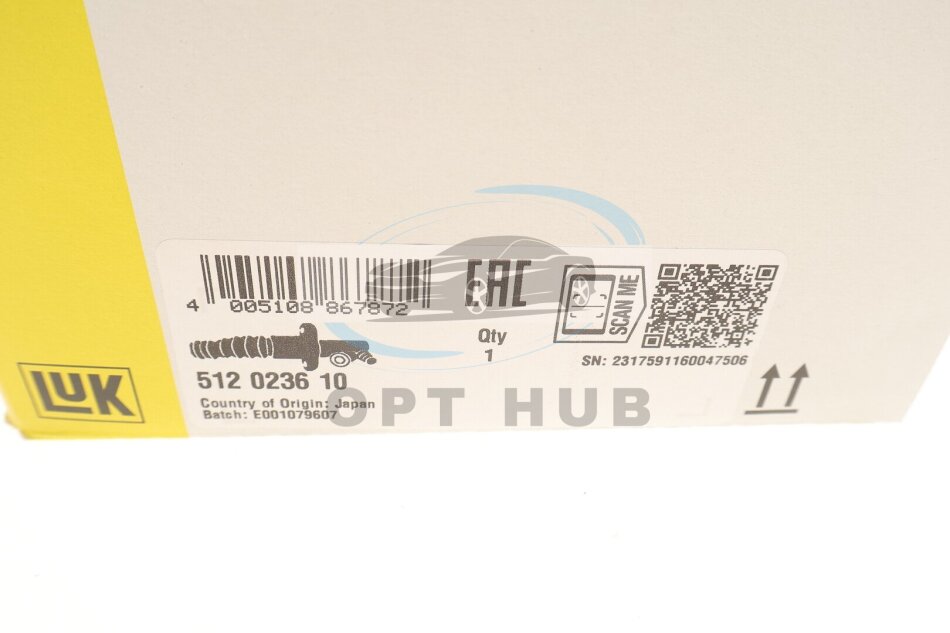 4 005108 867872
EAC
Qty
1
SCAN ME
SN: 2317591160047506
512 0236 10
Country of Origin: Japan
Batch: E001079607
LUK
OPT HUB